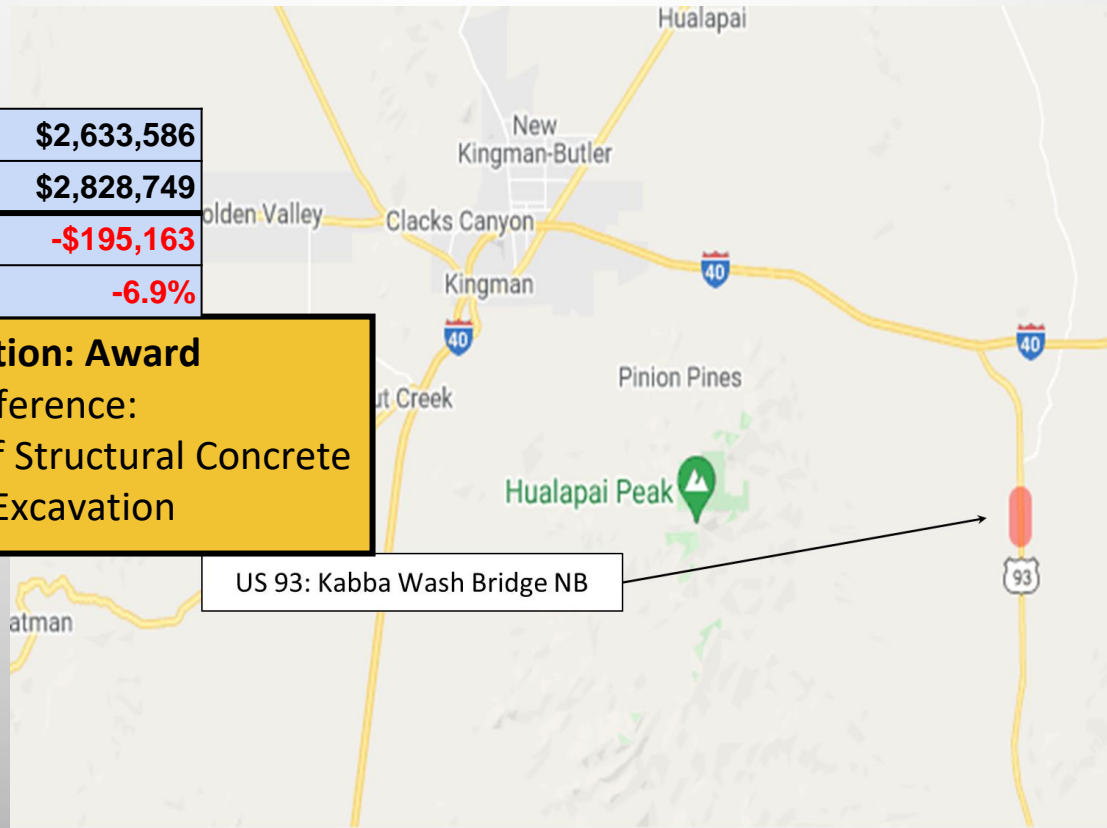 $2,633,586
$2,828,749
-$195,163
-6.9%
tion: Award
ference:
f Structural Concrete
Excavation
US 93: Kabba Wash Bridge NB
Hualapai
New
Kingman-Butler
olden Valley
Clacks Canyon
Kingman
40
40
40
Pinion Pines
ut Creek
Hualapai Peak
93
atman